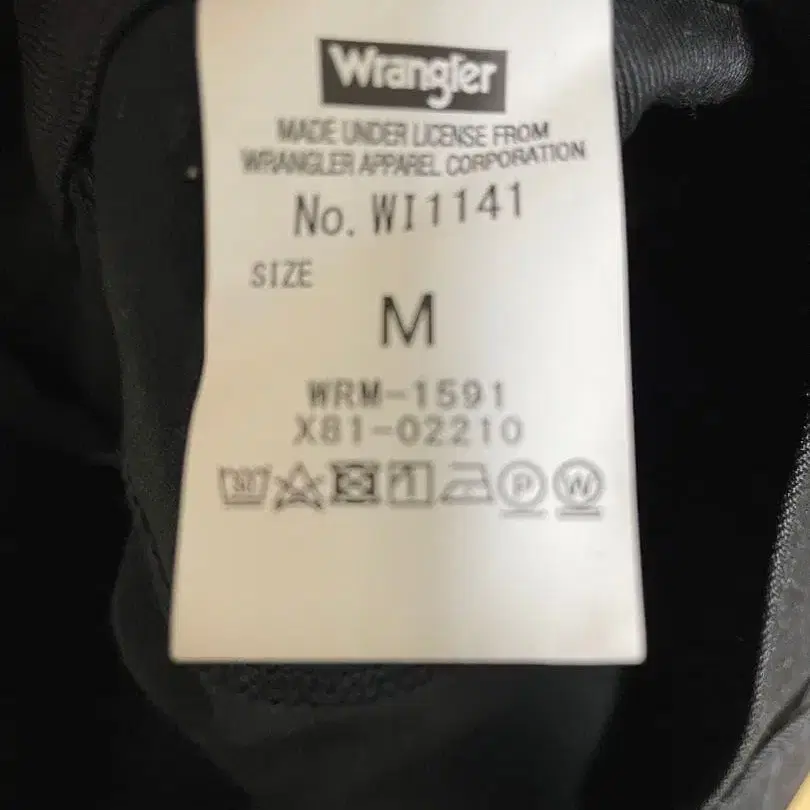 Wrangler
MADE UNDER LICENSE FROM
WRANGLER APPAREL CORPORATION
No. WI1141
SIZE
M
WRM-1591
X81-02210
P W